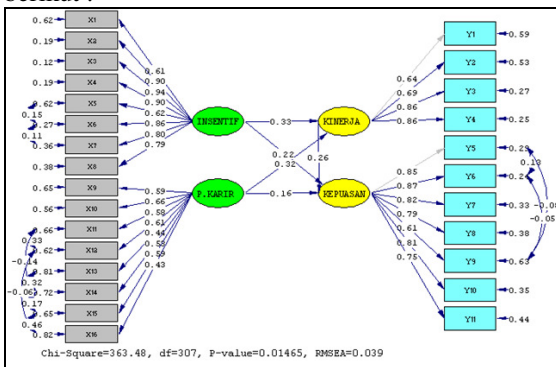 0.62 X1 0.61
0.19 X2 0.90
0.12 X3 0.94
0.19 X4 0.90
0.62 X5 0.62
0.15
0.27 X6 0.86
0.11
0.36 X7 0.80
0.38 X8 0.79
0.65 X9 0.59
0.56 X10 0.66
0.66 X11 0.58
0.33
0.62 X12 0.61
-0.14
0.81 X13 0.44
0.32
-0.06
0.72 X14 0.53
0.17
0.65 X15 0.59
0.46
0.82 X16 0.43
INSENTIF
P.KARIR
0.33
0.22
0.32
0.26
0.16
KINERJA
KEPUASAN
0.64 Y1 0.59
0.69 Y2 0.53
0.86 Y3 0.27
0.86 Y4 0.25
0.85 Y5 0.29
0.13
0.87 Y6 0.24
-0.05
0.82 Y7 0.33
0.79 Y8 0.38
0.61 Y9 0.63
0.81 Y10 0.35
0.75 Y11 0.44
Chi-Square=363.48, df=307, P-value=0.01465, RMSEA=0.039